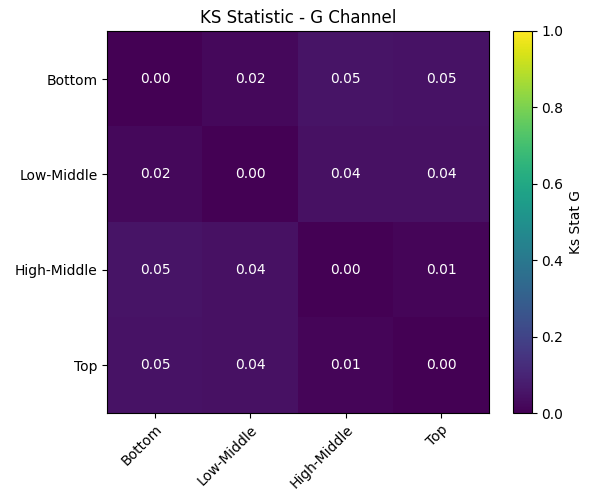 KS Statistic - G Channel
Bottom 0.00 0.02 0.05 0.05
Low-Middle 0.02 0.00 0.04 0.04
High-Middle 0.05 0.04 0.00 0.01
Top 0.05 0.04 0.01 0.00
Bottom Low-Middle High-Middle Top
1.0
0.8
0.6
0.4
0.2
0.0
Ks Stat G